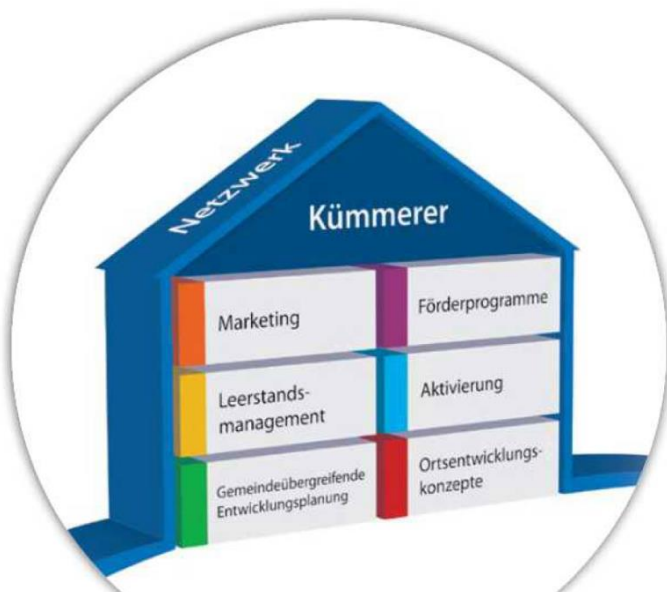 Netzwerk
Kümmerer
Marketing
Förderprogramme
Leerstands-
management
Aktivierung
Gemeindeübergreifende
Entwicklungsplanung
Ortsentwicklungs-
konzepte